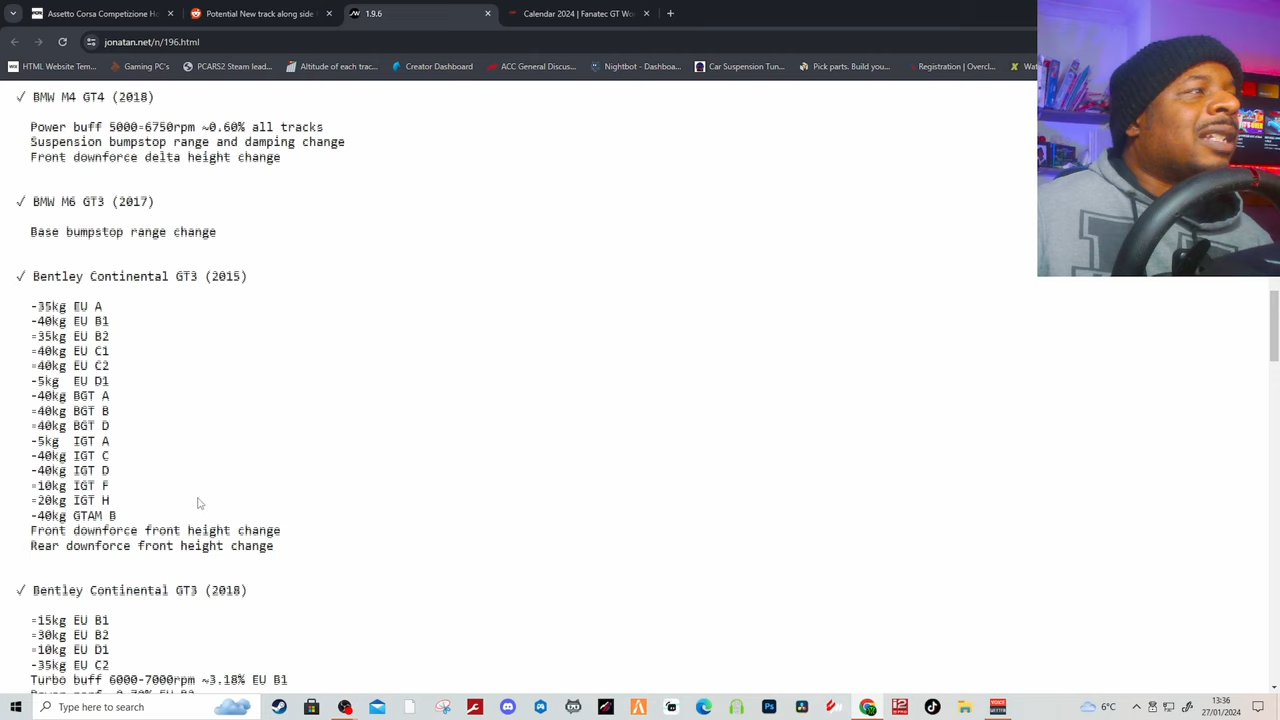 Assetto Corsa Competizione Ho
Potential New track along side
1.9.6
Calendar 2024 | Fanatec GT Wo
jonatan.net/n/196.html
HTML Website Tem...
Gaming PC's
PCARS2 Steam lead...
Altitude of each trac...
Creator Dashboard
ACC General Discus...
Nightbot - Dashboa...
Car Suspension Tun...
Pick parts. Build you...
Registration | Overcl...
Wat
✓ BMW M4 GT4 (2018)
Power buff 5000-6750rpm ≈0.60% all tracks
Suspension bumpstop range and damping change
Front downforce delta height change
✓ BMW M6 GT3 (2017)
Base bumpstop range change
✓ Bentley Continental GT3 (2015)
-35kg EU A
-40kg EU B1
-35kg EU B2
-40kg EU C1
-40kg EU C2
-5kg EU D1
-40kg BGT A
-40kg BGT B
-40kg BGT D
-5kg IGT A
-40kg IGT C
-40kg IGT D
-10kg IGT F
-20kg IGT H
-40kg GTAM B
Front downforce front height change
Rear downforce front height change
✓ Bentley Continental GT3 (2018)
-15kg EU B1
-30kg EU B2
-10kg EU D1
-35kg EU C2
Turbo buff 6000-7000rpm ≈3.18% EU B1
Type here to search
6°C
13:36
27/01/2024